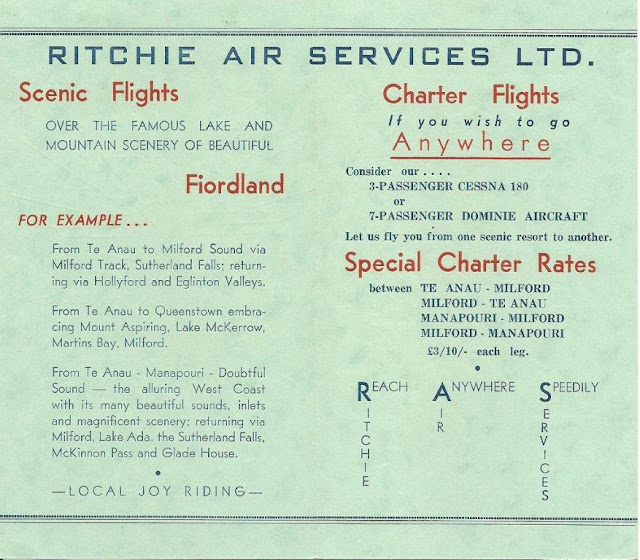 RITCHIE AIR SERVICES LTD.
Scenic Flights
OVER THE FAMOUS LAKE AND
MOUNTAIN SCENERY OF BEAUTIFUL
Fiordland
FOR EXAMPLE...
From Te Anau to Milford Sound via
Milford Track, Sutherland Falls; return-
ing via Hollyford and Eglinton Valleys.
From Te Anau to Queenstown embra-
cing Mount Aspiring, Lake McKerrow,
Martins Bay, Milford.
From Te Anau - Manapouri - Doubtful
Sound — the alluring West Coast
with its many beautiful sounds, inlets
and magnificent scenery; returning via
Milford, Lake Ada, the Sutherland Falls,
McKinnon Pass and Glade House.
—LOCAL JOY RIDING—
Charter Flights
If you wish to go
Anywhere
Consider our....
3-PASSENGER CESSNA 180
or
7-PASSENGER DOMINIE AIRCRAFT
Let us fly you from one scenic resort to another.
Special Charter Rates
between TE ANAU - MILFORD
MILFORD - TE ANAU
MANAPOURI - MILFORD
MILFORD - MANAPOURI
£3/10/- each leg.
REACH ANYWHERE SPEEDILY
RITCHIE
AIR
SERVICES